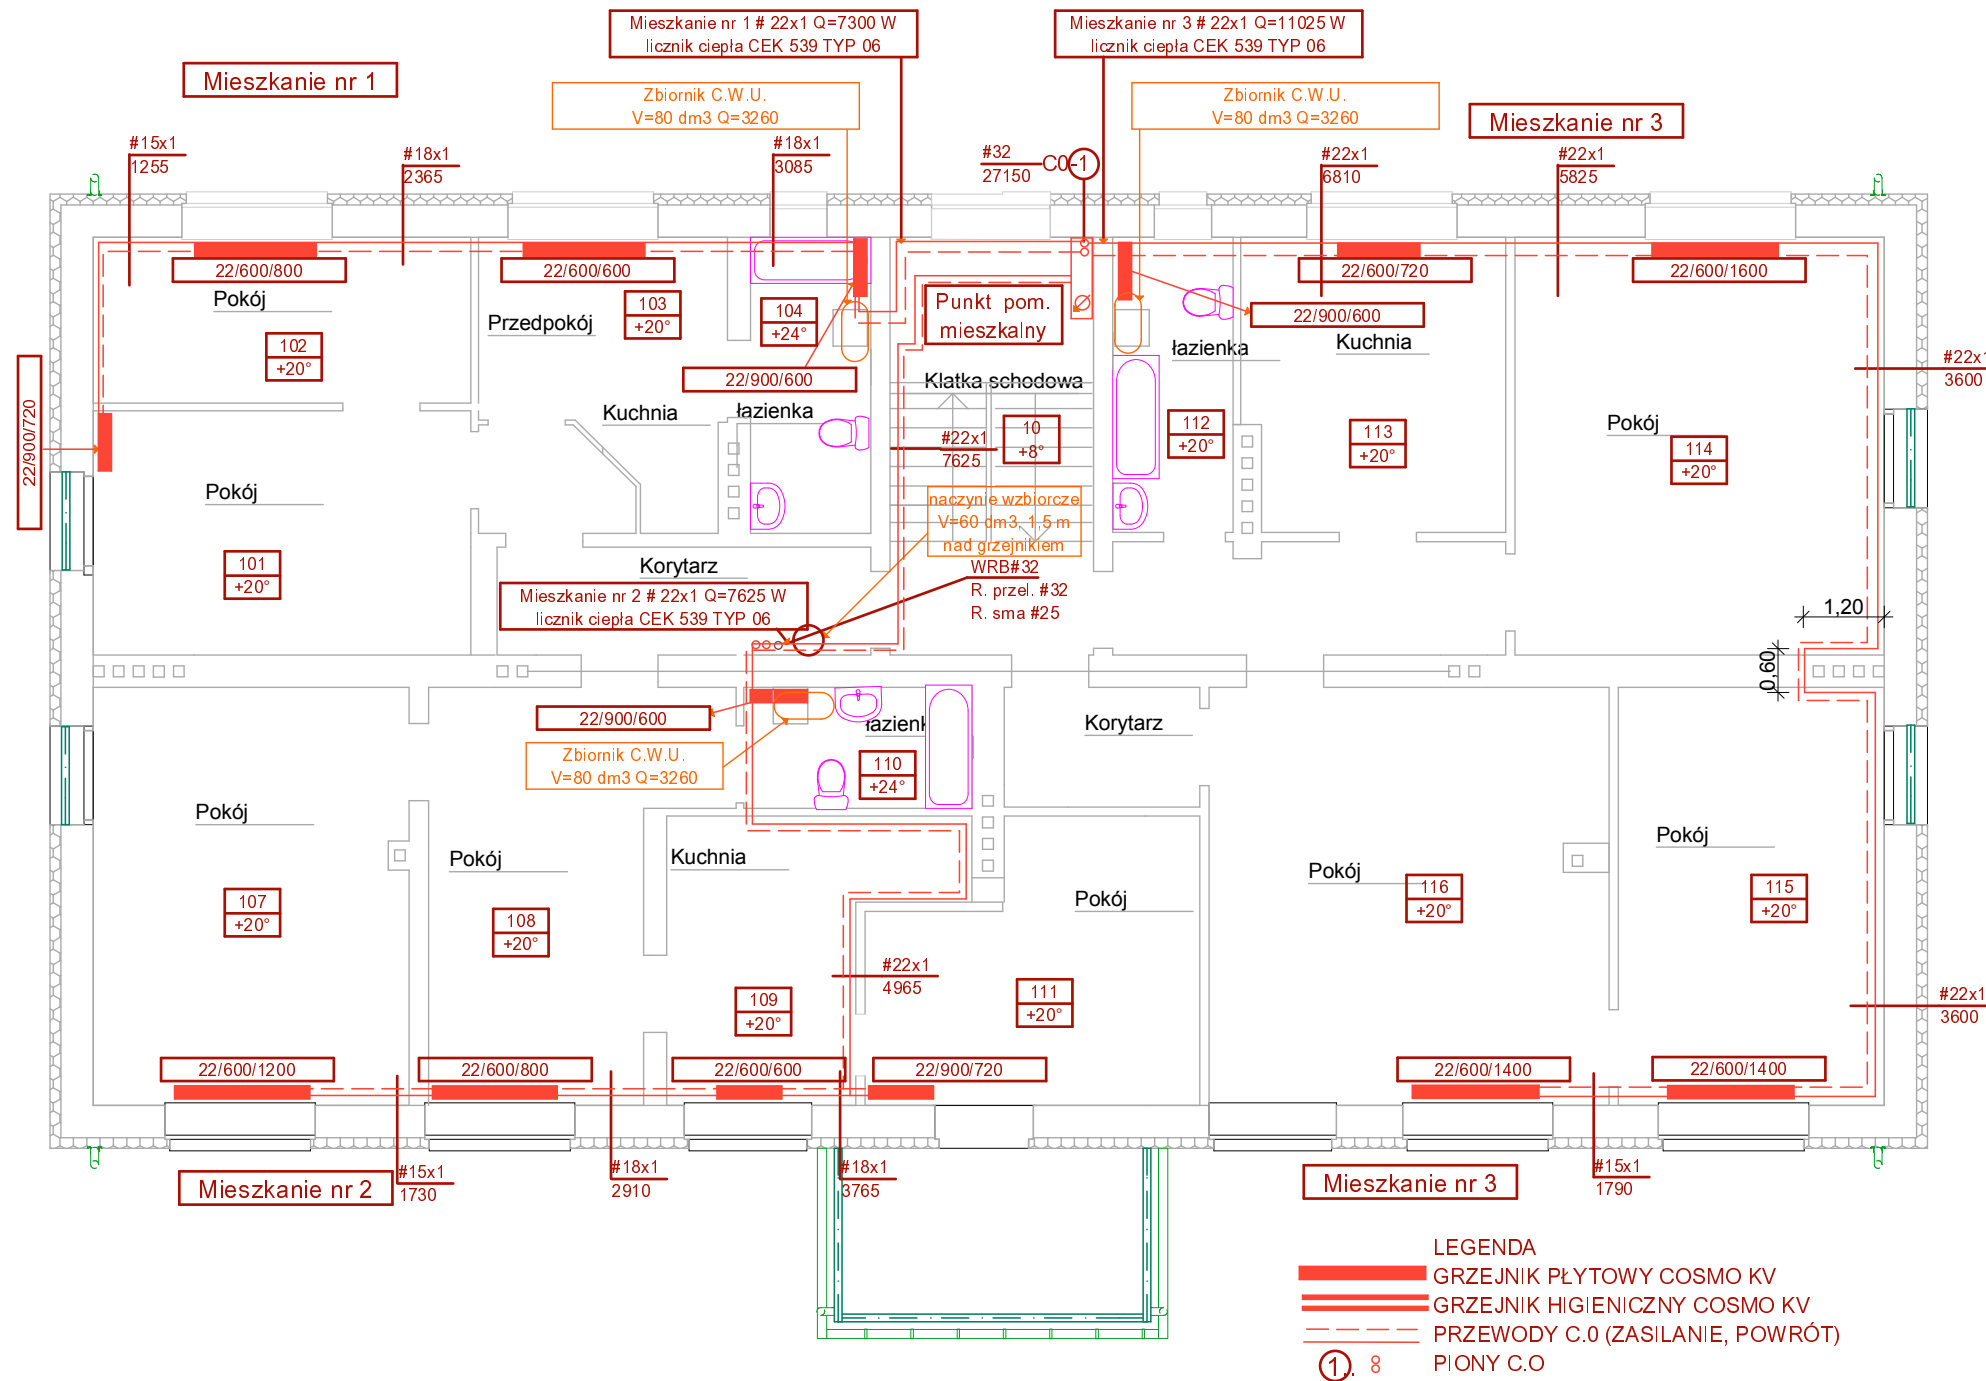 Mieszkanie nr 1 # 22x1 Q=7300 W
licznik ciepła CEK 539 TYP 06
Mieszkanie nr 3 # 22x1 Q=11025 W
licznik ciepła CEK 539 TYP 06
Mieszkanie nr 1
Zbiornik C.W.U.
V=80 dm3 Q=3260
Zbiornik C.W.U.
V=80 dm3 Q=3260
Mieszkanie nr 3
#15x1
1255
#18x1
2365
#18x1
3085
#32
27150
C0-1
#22x1
6810
#22x1
5825
22/600/800
22/600/600
22/600/720
22/600/1600
Pokój
Przedpokój
103
+20°
104
+24°
Punkt pom.
mieszkalny
22/900/600
łazienka
Kuchnia
102
+20°
22/900/600
Klatka schodowa
#22x1
3600
22/900/720
Kuchnia
łazienka
#22x1
7625
10
+8°
112
+20°
113
+20°
Pokój
114
+20°
Pokój
naczynie wzbiorcze
V=60 dm3, 1,5 m
nad grzejnikiem
101
+20°
Korytarz
WRB#32
R. przel. #32
R. sma #25
Mieszkanie nr 2 # 22x1 Q=7625 W
licznik ciepła CEK 539 TYP 06
1,20
0,60
22/900/600
łazienk
Korytarz
Zbiornik C.W.U.
V=80 dm3 Q=3260
110
+24°
Pokój
Pokój
Kuchnia
Pokój
Pokój
Pokój
107
+20°
108
+20°
116
+20°
115
+20°
#22x1
4965
109
+20°
111
+20°
#22x1
3600
22/600/1200
22/600/800
22/600/600
22/900/720
22/600/1400
22/600/1400
Mieszkanie nr 2
#15x1
1730
#18x1
2910
#18x1
3765
Mieszkanie nr 3
#15x1
1790
LEGENDA
GRZEJNIK PŁYTOWY COSMO KV
GRZEJNIK HIGIENICZNY COSMO KV
PRZEWODY C.0 (ZASILANIE, POWRÓT)
1.. PIONY C.O